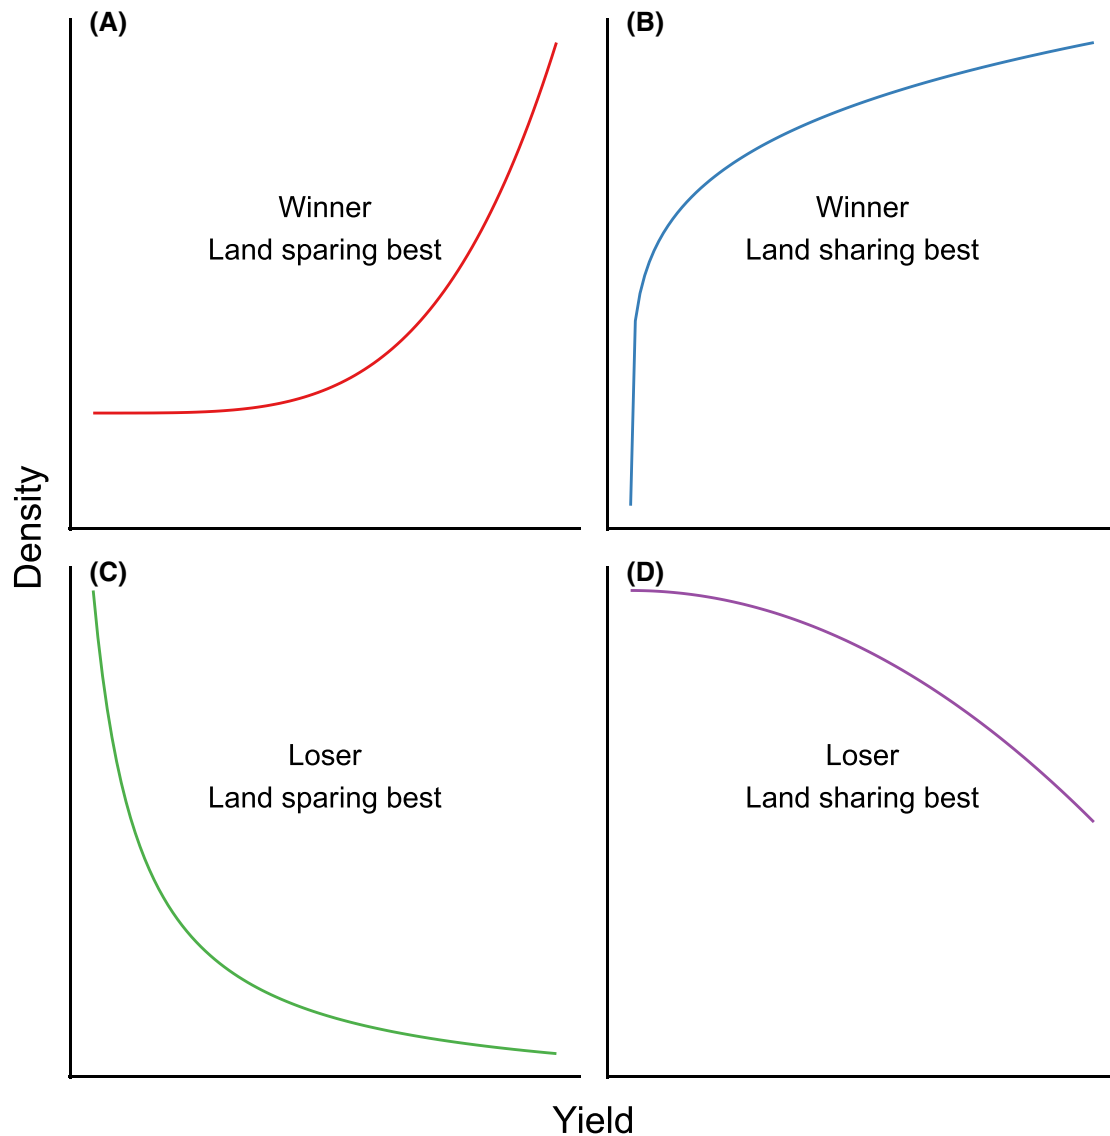 (A)
Winner
Land sparing best
(B)
Winner
Land sharing best
Density
(C)
Loser
Land sparing best
(D)
Loser
Land sharing best
Yield